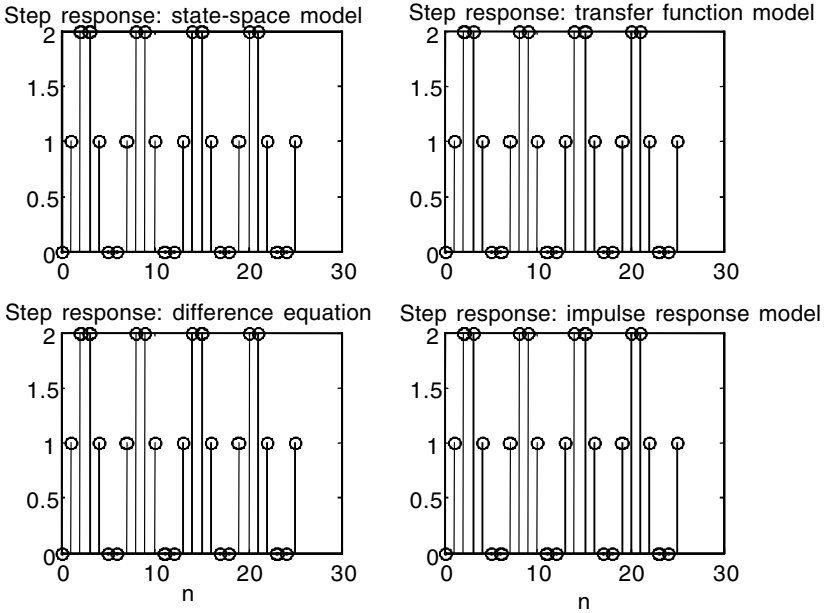 Step response: state-space model
2
1.5
1
0.5
0
0 10 20 30
Step response: transfer function model
2
1.5
1
0.5
0
0 10 20 30
Step response: difference equation
2
1.5
1
0.5
0
0 10 20 30
n
Step response: impulse response model
2
1.5
1
0.5
0
0 10 20 30
n